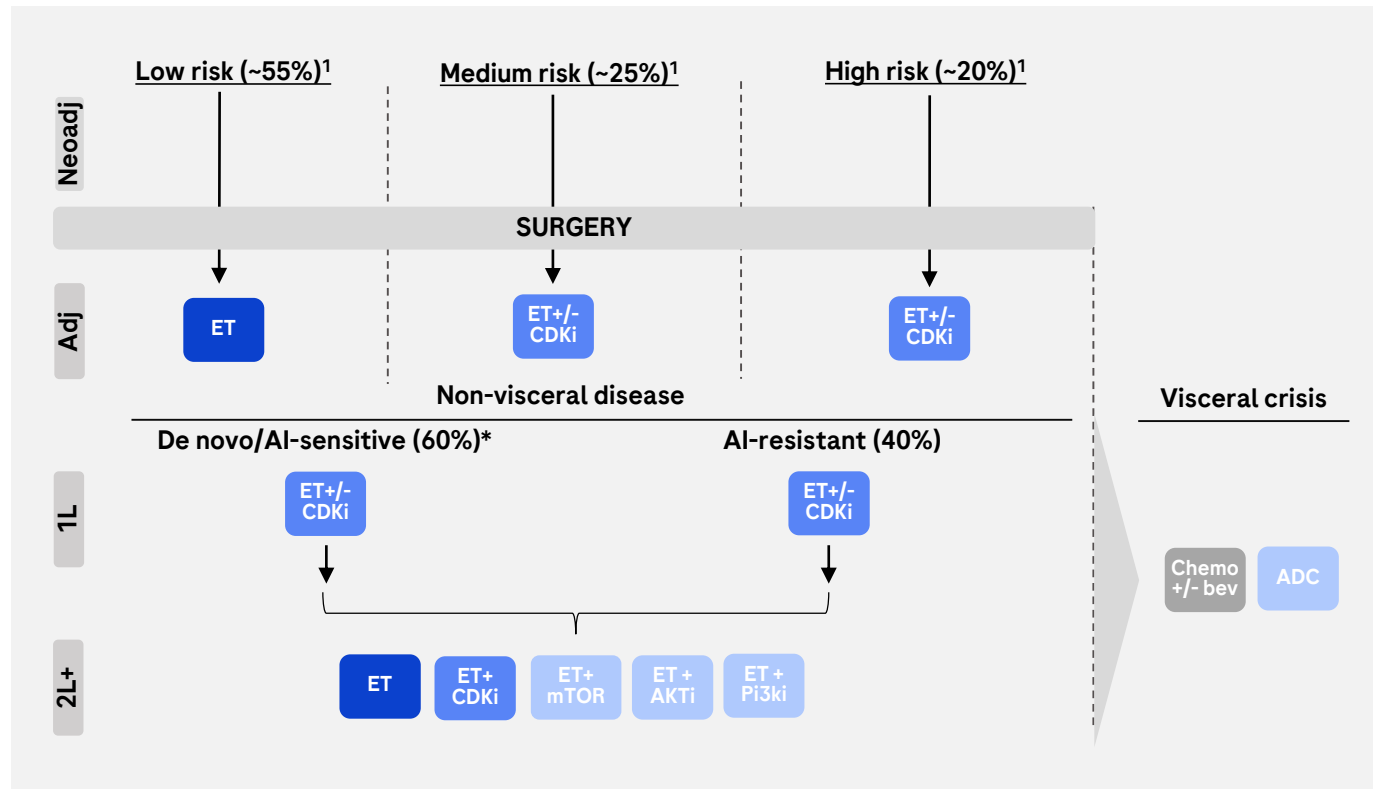 Low risk (~55%)¹
Medium risk (~25%)¹
High risk (~20%)¹
Neoadj
SURGERY
Adj
ET
ET+/-
CDKi
ET+/-
CDKi
Non-visceral disease
Visceral crisis
De novo/AI-sensitive (60%)*
AI-resistant (40%)
1L
ET+/-
CDKi
ET+/-
CDKi
Chemo
+/- bev
ADC
2L+
ET
ET+
CDKi
ET+
mTOR
ET +
AKTi
ET +
Pi3ki